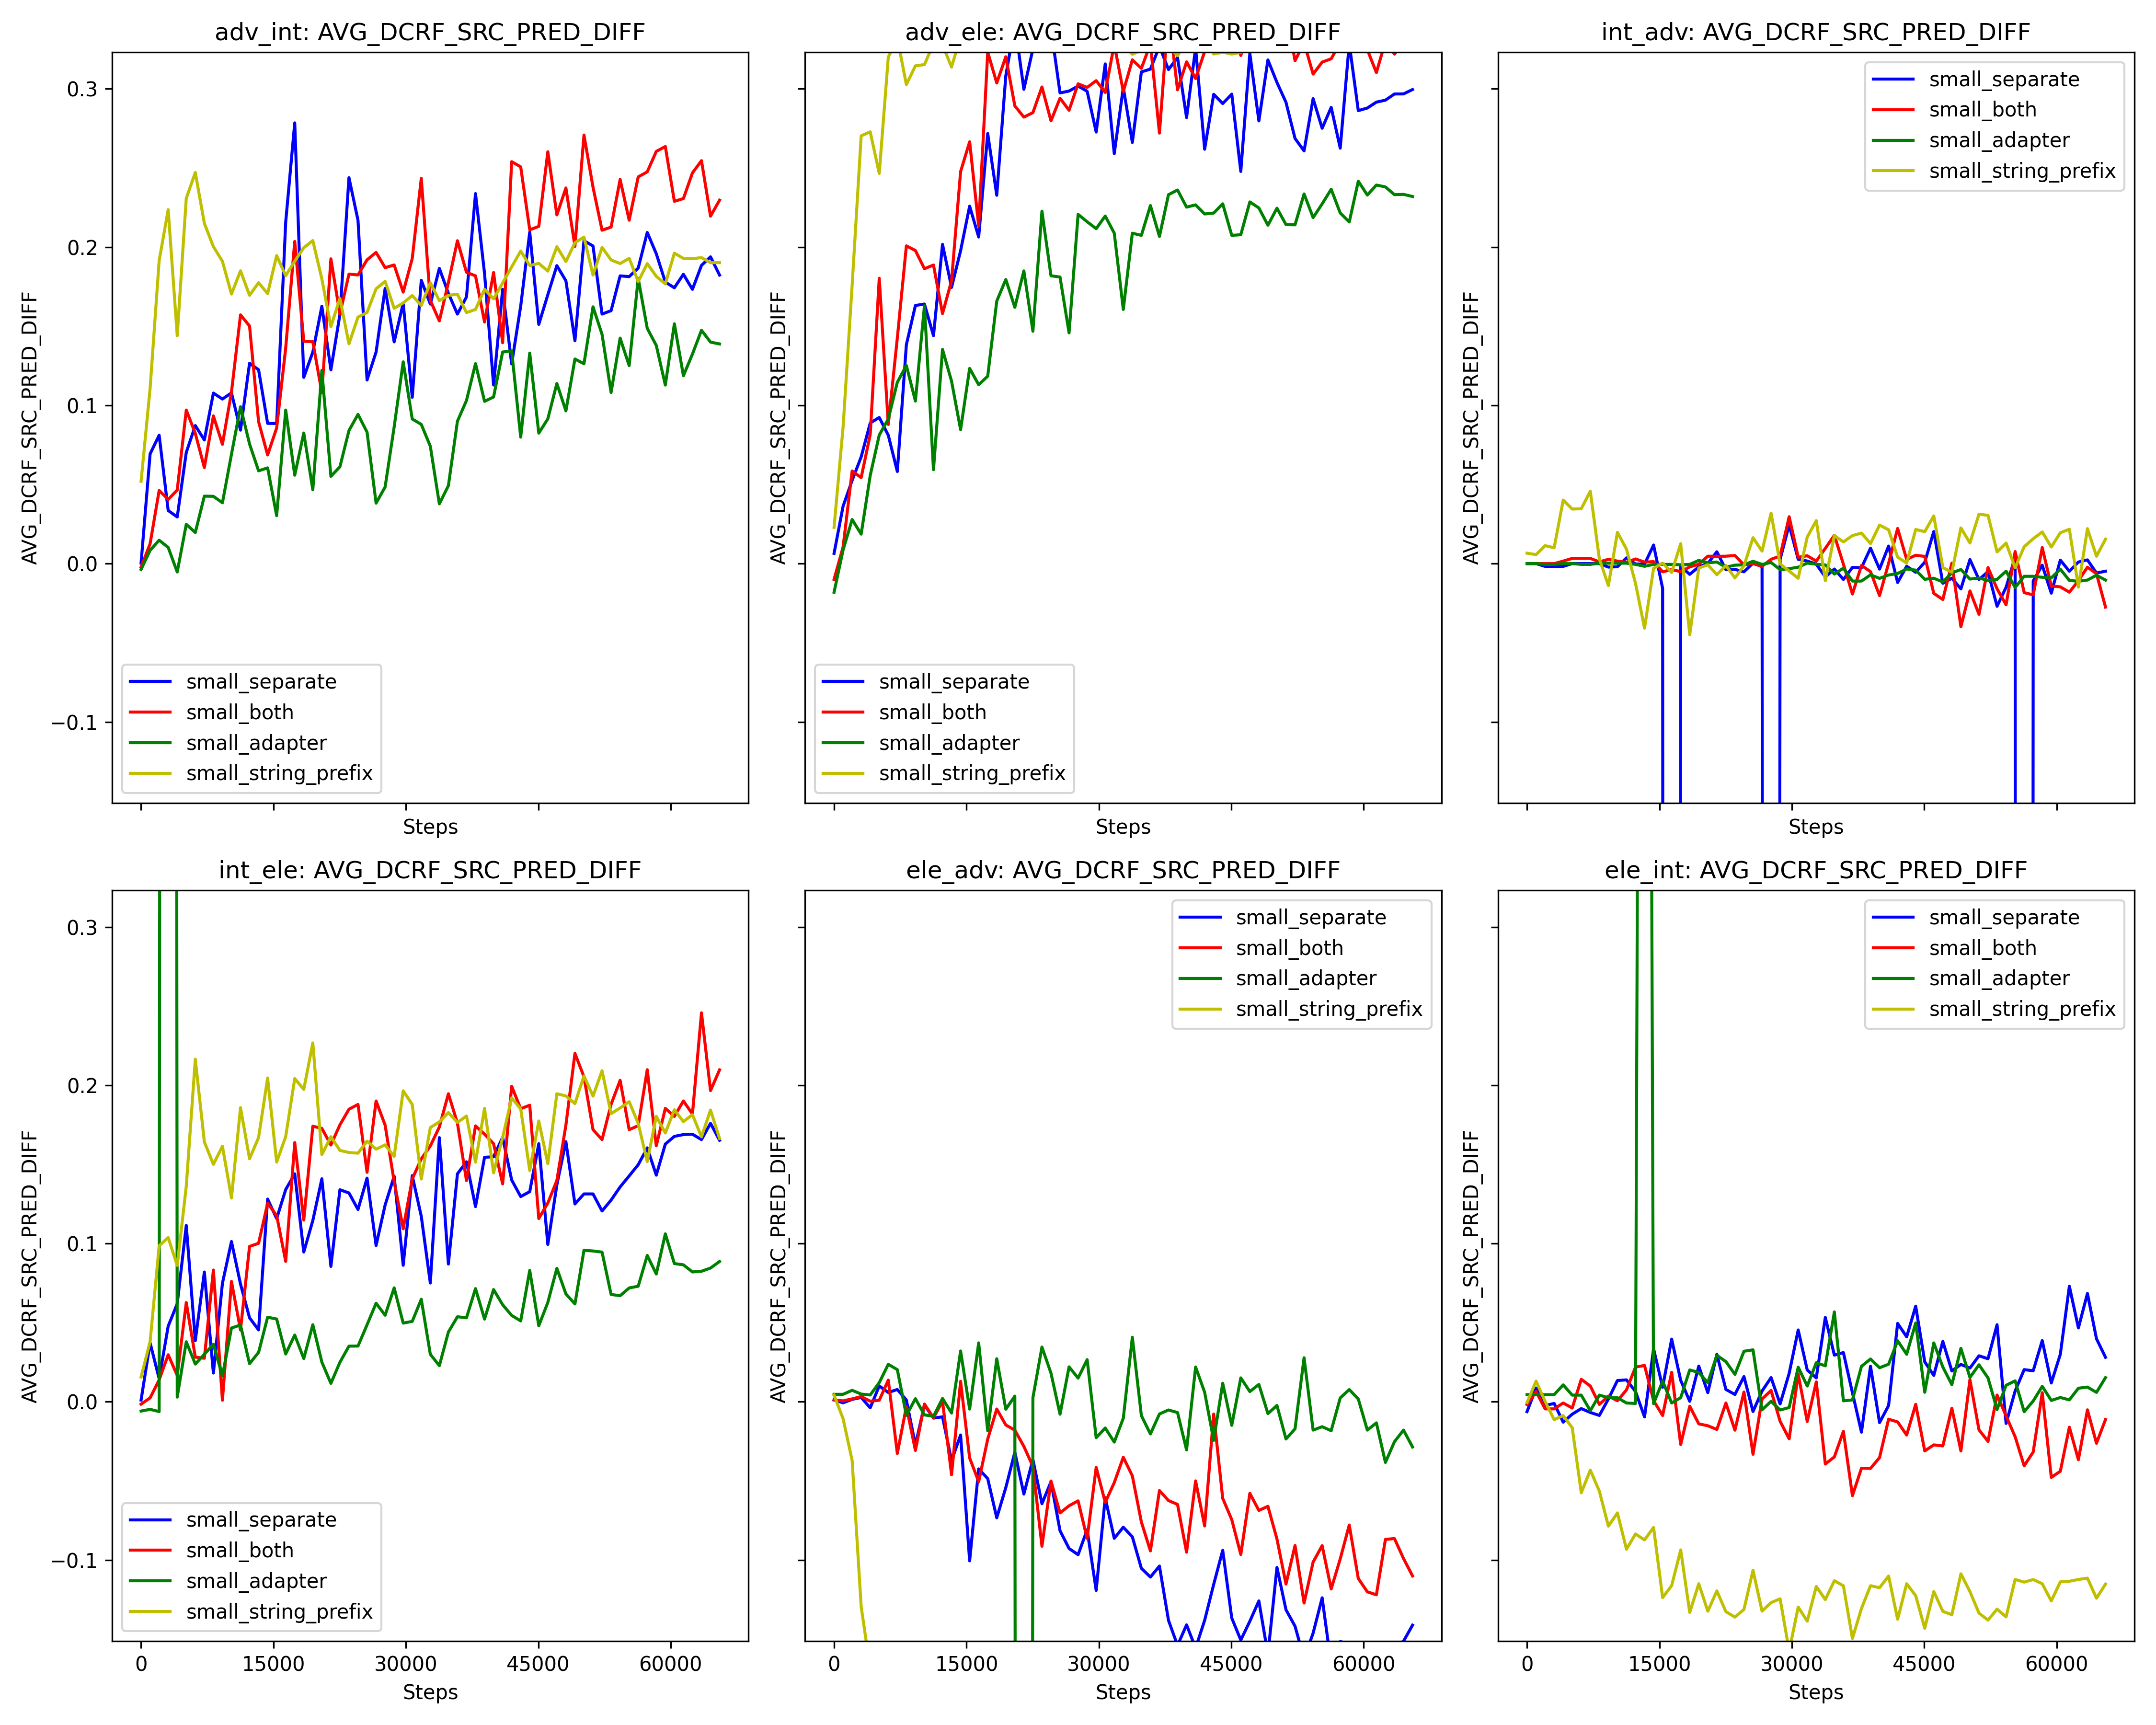 adv_int: AVG_DCRF_SRC_PRED_DIFF
AVG_DCRF_SRC_PRED_DIFF
0.3
0.2
0.1
0.0
−0.1
small_separate
small_both
small_adapter
small_string_prefix
Steps
adv_ele: AVG_DCRF_SRC_PRED_DIFF
AVG_DCRF_SRC_PRED_DIFF
small_separate
small_both
small_adapter
small_string_prefix
Steps
int_adv: AVG_DCRF_SRC_PRED_DIFF
AVG_DCRF_SRC_PRED_DIFF
small_separate
small_both
small_adapter
small_string_prefix
Steps
int_ele: AVG_DCRF_SRC_PRED_DIFF
AVG_DCRF_SRC_PRED_DIFF
0.3
0.2
0.1
0.0
−0.1
small_separate
small_both
small_adapter
small_string_prefix
0 15000 30000 45000 60000
Steps
ele_adv: AVG_DCRF_SRC_PRED_DIFF
AVG_DCRF_SRC_PRED_DIFF
small_separate
small_both
small_adapter
small_string_prefix
0 15000 30000 45000 60000
Steps
ele_int: AVG_DCRF_SRC_PRED_DIFF
AVG_DCRF_SRC_PRED_DIFF
small_separate
small_both
small_adapter
small_string_prefix
0 15000 30000 45000 60000
Steps